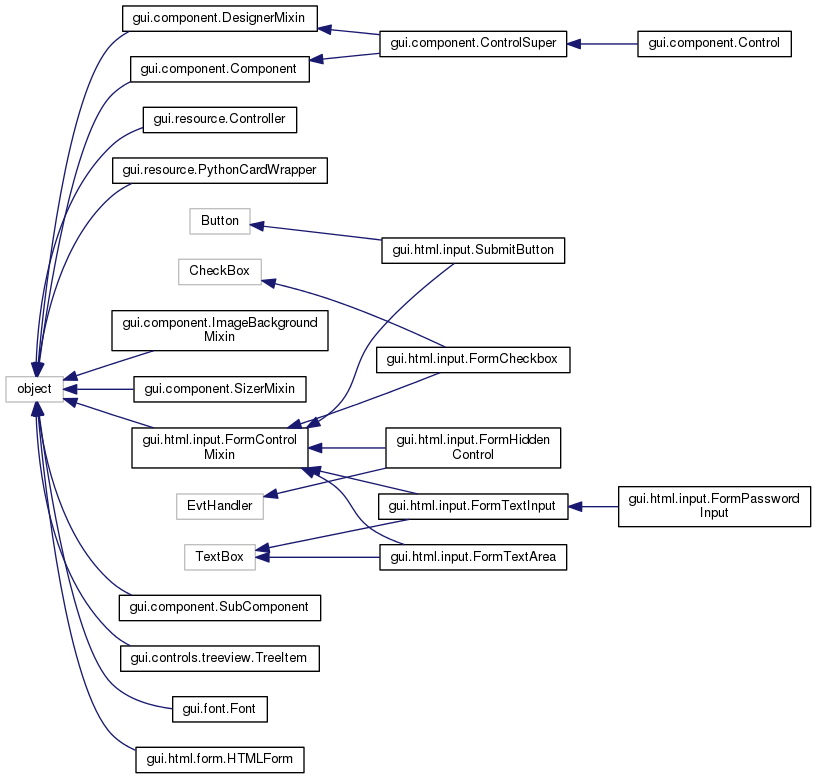 gui.component.DesignerMixin
gui.component.ControlSuper
gui.component.Control
gui.component.Component
gui.resource.Controller
gui.resource.PythonCardWrapper
Button
gui.html.input.SubmitButton
CheckBox
gui.component.ImageBackground
Mixin
gui.html.input.FormCheckbox
object
gui.component.SizerMixin
gui.html.input.FormControl
Mixin
gui.html.input.FormHidden
Control
EvtHandler
gui.html.input.FormTextInput
gui.html.input.FormPassword
Input
TextBox
gui.html.input.FormTextArea
gui.component.SubComponent
gui.controls.treeview.TreeItem
gui.font.Font
gui.html.form.HTMLForm